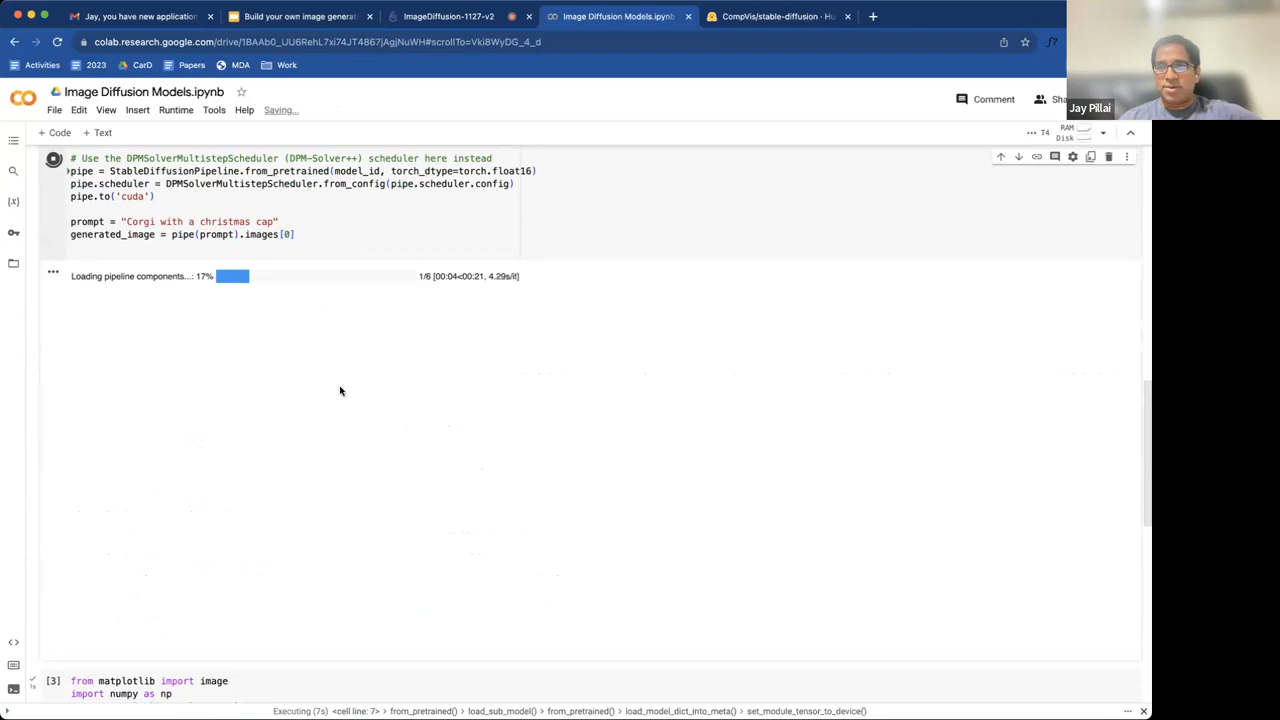 Jay, you have new application
Build your own image generat
ImageDiffusion-1127-v2
Image Diffusion Models.ipynb
CompVis/stable-diffusion · Hu
colab.research.google.com/drive/1BAAb0_UU6RehL7xi74JT4867jAgjNuWH#scrollTo=Vki8WyDG_4_d
Activities
2023
CarD
Papers
MDA
Work
Image Diffusion Models.ipynb
File Edit View Insert Runtime Tools Help Saving...
Comment
Sha
Jay Pillai
+ Code + Text
T4
RAM
Disk
# Use the DPMSolverMultistepScheduler (DPM-Solver++) scheduler here instead
pipe = StableDiffusionPipeline.from_pretrained(model_id, torch_dtype=torch.float16)
pipe.scheduler = DPMSolverMultistepScheduler.from_config(pipe.scheduler.config)
pipe.to('cuda')
prompt = "Corgi with a christmas cap"
generated_image = pipe(prompt).images[0]
Loading pipeline components...: 17% 1/6 [00:04<00:21, 4.29s/it]
[3] from matplotlib import image
1s
import numpy as np
Executing (7s) <cell line: 7> > from_pretrained() > load_sub_model() > from_pretrained() > load_model_dict_into_meta() > set_module_tensor_to_device()